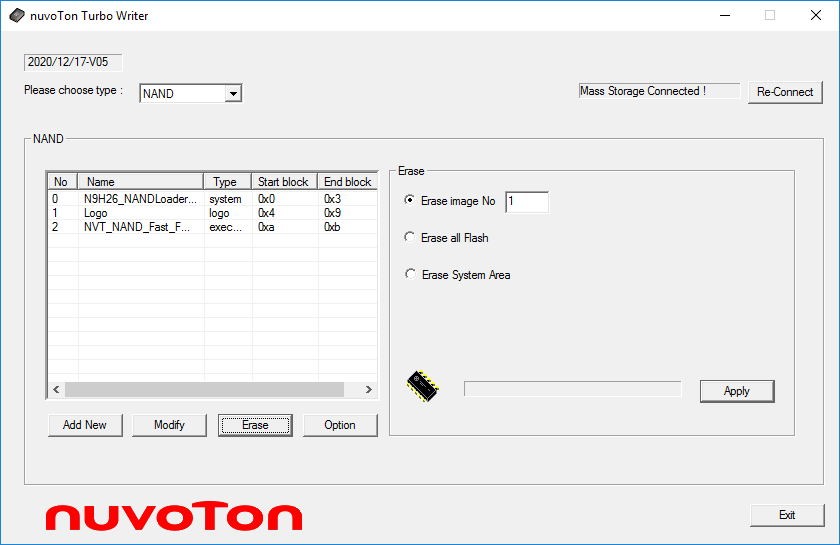 nuvoTon Turbo Writer
2020/12/17-V05
Please choose type : NAND
Mass Storage Connected ! Re-Connect
NAND
No Name Type Start block End block
0 N9H26_NANDLoader... system 0x0 0x3
1 Logo logo 0x4 0x9
2 NVT_NAND_Fast_F... exec... 0xa 0xb
Erase
Erase image No 1
Erase all Flash
Erase System Area
Apply
Add New Modify Erase Option
nuvoTon
Exit